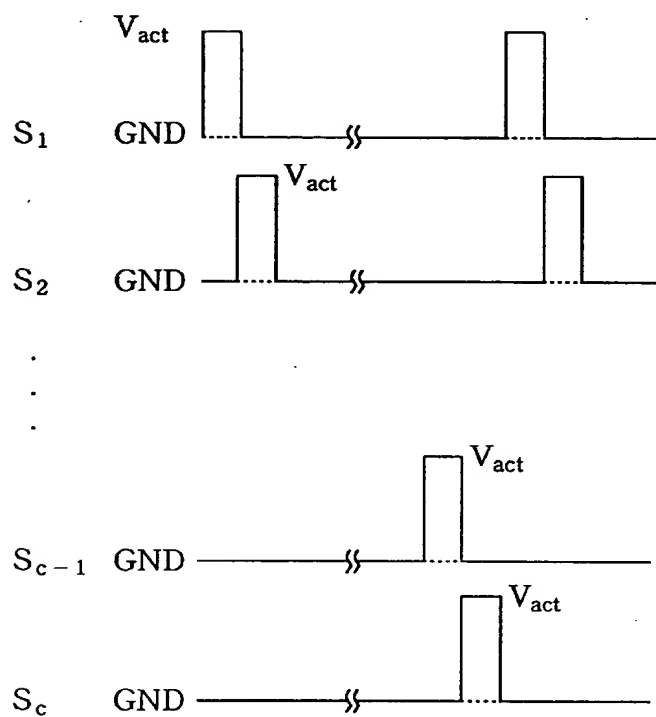 V_act
S_1 GND
V_act
S_2 GND
.
.
.
V_act
S_c-1 GND
V_act
S_c GND